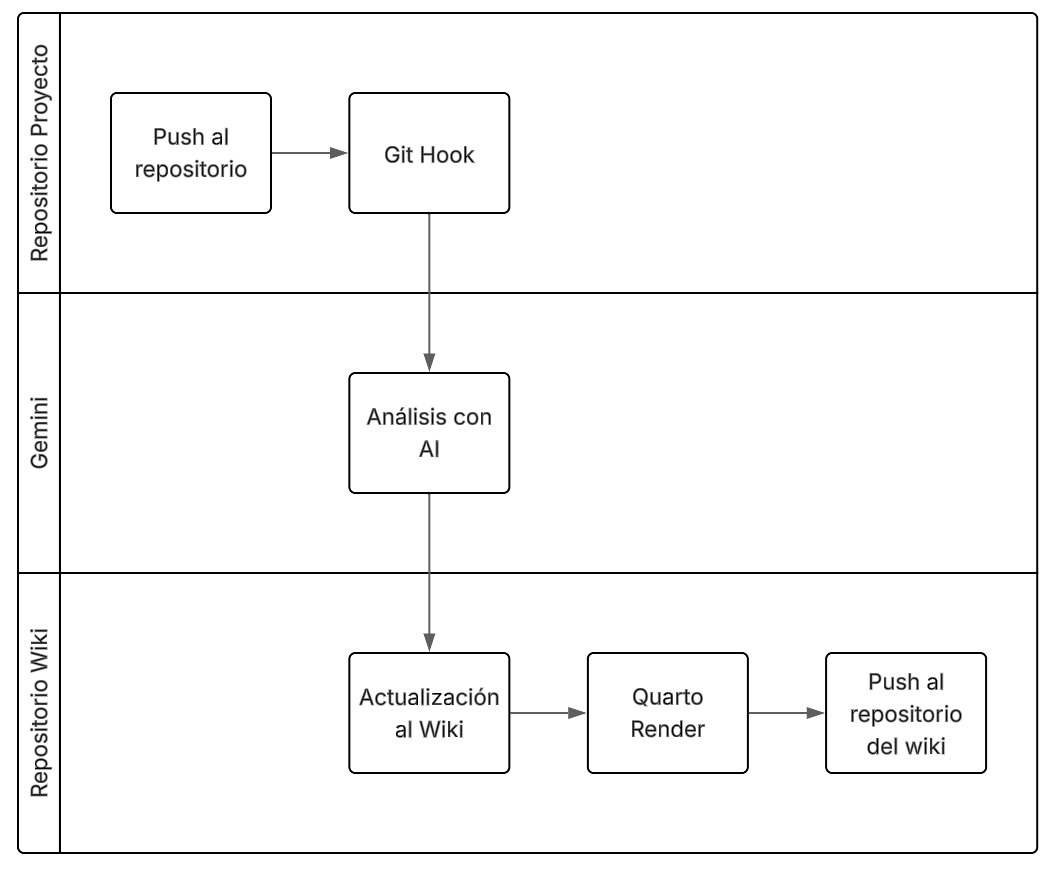 Repositorio Proyecto
Push al
repositorio
Git Hook
Gemini
Análisis con
AI
Repositorio Wiki
Actualización
al Wiki
Quarto
Render
Push al
repositorio
del wiki